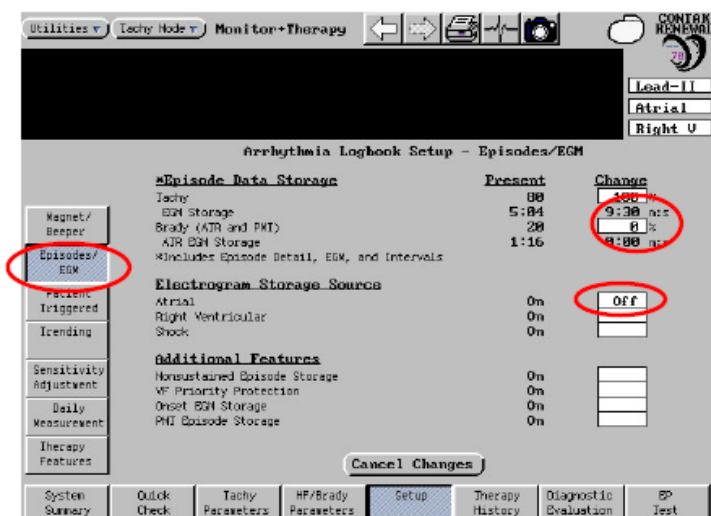 Utilities Tachy Mode Monitor+Therapy
CONTAK
RENEWAL
Lead-II
Atrial
Right V
Arrhythmia Logbook Setup - Episodes/EGM
*Episode Data Storage Present Change
Tachy 80 100 %
EGM Storage 5:04 9:30 m:s
Brady (ATR and PMT) 20 0 %
ATR EGM Storage 1:16 0:00 m:s
*Includes Episode Detail, EGM, and Intervals
Electrogram Storage Source
Atrial On Off
Right Ventricular On
Shock On
Additional Features
Nonsustained Episode Storage On
VF Priority Protection On
Onset EGM Storage On
PMT Episode Storage On
Cancel Changes
Magnet/
Beeper
Episodes/
EGM
Patient
Triggered
Trending
Sensitivity
Adjustment
Daily
Measurement
Therapy
Features
System
Summary
Quick
Check
Tachy
Parameters
HF/Brady
Parameters
Setup
Therapy
History
Diagnostic
Evaluation
EP
Test